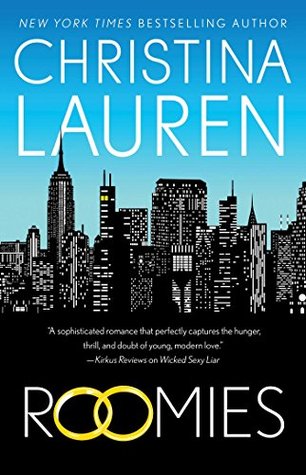 NEW YORK TIMES BESTSELLING AUTHOR
CHRISTINA
LAUREN
"A sophisticated romance that perfectly captures the hunger,
thrill, and doubt of young, modern love."
—Kirkus Reviews on Wicked Sexy Liar
ROOMIES